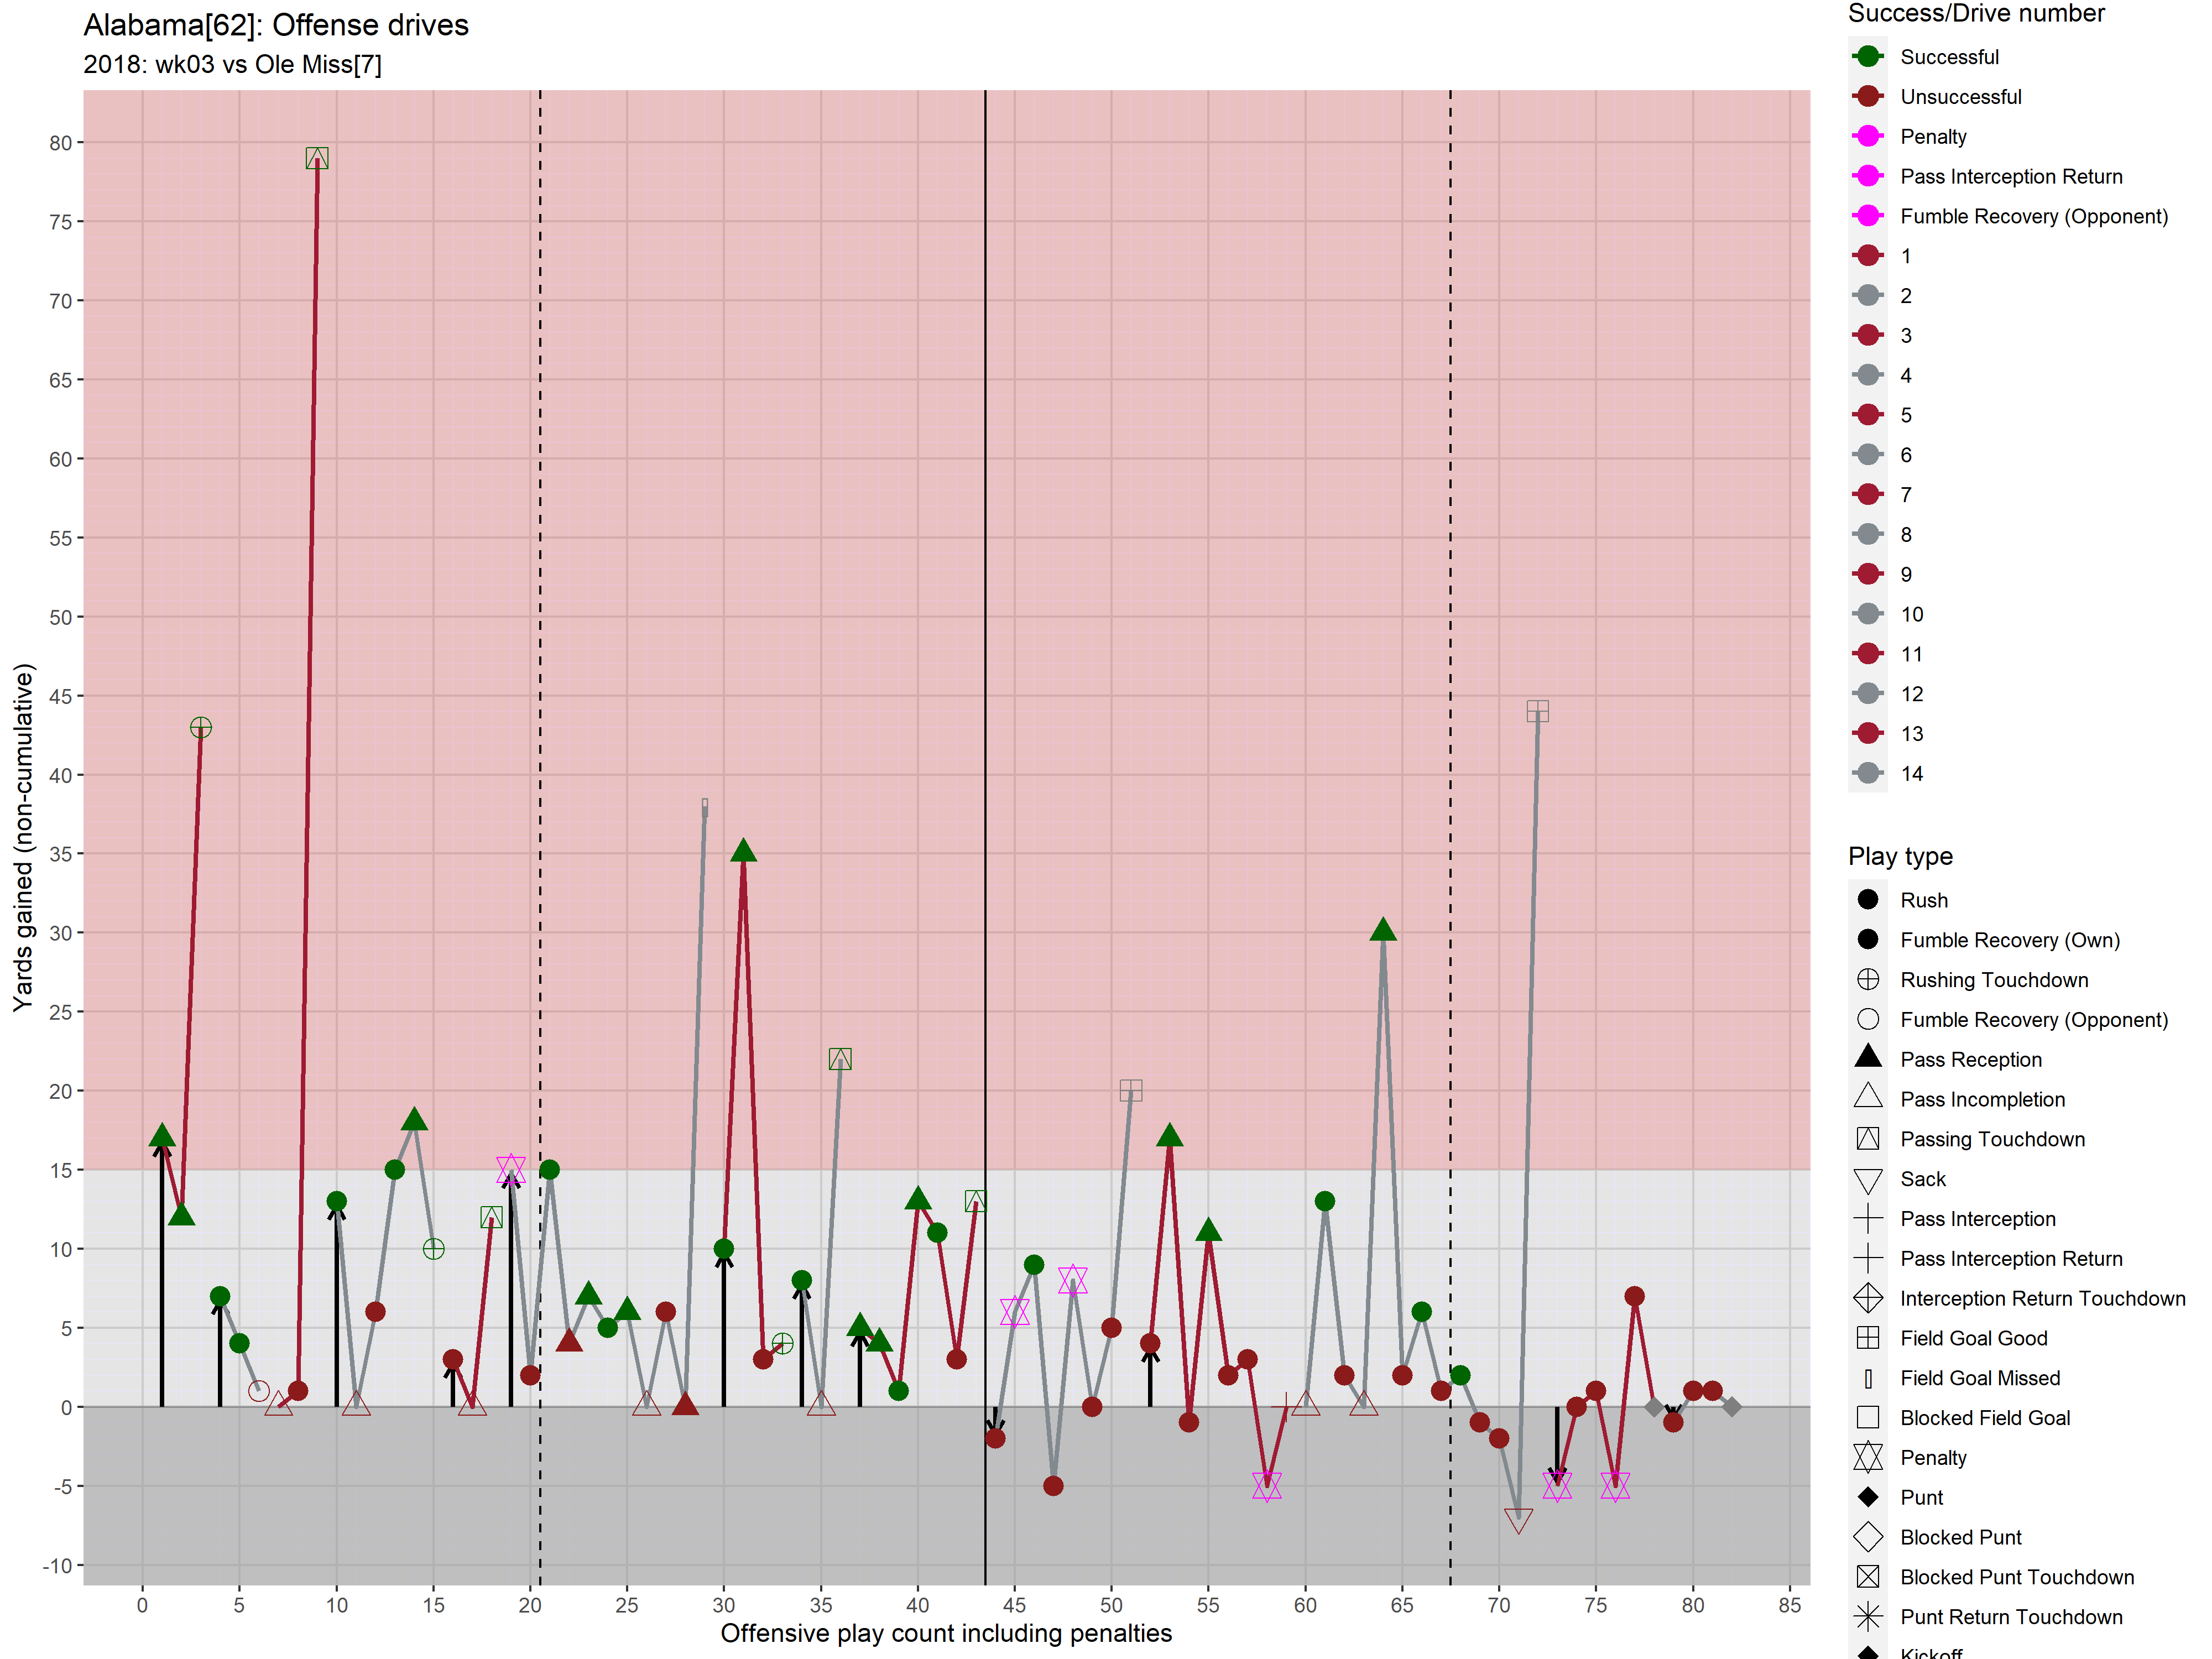 Alabama[62]: Offense drives
2018: wk03 vs Ole Miss[7]
Yards gained (non-cumulative)
80
75
70
65
60
55
50
45
40
35
30
25
20
15
10
5
0
-5
-10
0 5 10 15 20 25 30 35 40 45 50 55 60 65 70 75 80 85
Offensive play count including penalties
Success/Drive number
Successful
Unsuccessful
Penalty
Pass Interception Return
Fumble Recovery (Opponent)
1
2
3
4
5
6
7
8
9
10
11
12
13
14
Play type
Rush
Fumble Recovery (Own)
Rushing Touchdown
Fumble Recovery (Opponent)
Pass Reception
Pass Incompletion
Passing Touchdown
Sack
Pass Interception
Pass Interception Return
Interception Return Touchdown
Field Goal Good
Field Goal Missed
Blocked Field Goal
Penalty
Punt
Blocked Punt
Blocked Punt Touchdown
Punt Return Touchdown
Kickoff